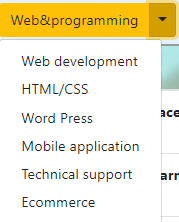 Web&programming
Web development
HTML/CSS
Word Press
Mobile application
Technical support
Ecommerce